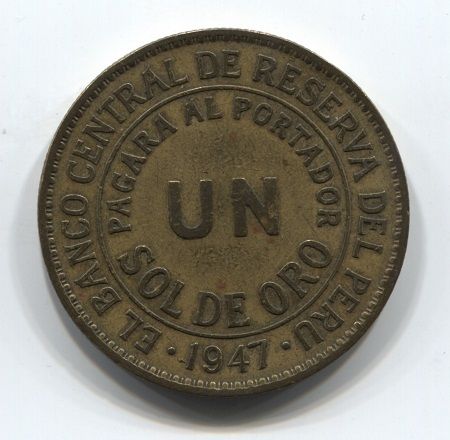 EL BANCO CENTRAL DE RESERVA DEL PERU
PAGARA AL PORTADOR
UN
SOL DE ORO
· 1947 ·